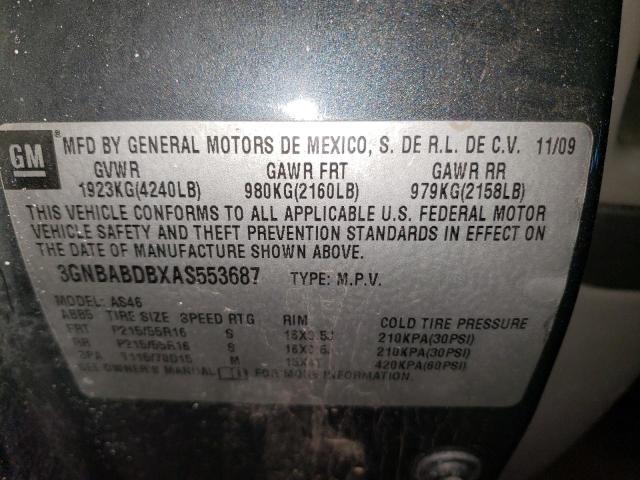 GM ® MFD BY GENERAL MOTORS DE MEXICO, S. DE R.L. DE C.V. 11/09
GVWR GAWR FRT GAWR RR
1923KG(4240LB) 980KG(2160LB) 979KG(2158LB)
THIS VEHICLE CONFORMS TO ALL APPLICABLE U.S. FEDERAL MOTOR
VEHICLE SAFETY AND THEFT PREVENTION STANDARDS IN EFFECT ON
THE DATE OF MANUFACTURE SHOWN ABOVE.
3GNBABDBXAS553687 TYPE: M.P.V.
MODEL: AS46
TIRE SIZE SPEED RTG RIM COLD TIRE PRESSURE
FRT P215/55R16 S 210KPA(30PSI)
RR P215/55R16 S 210KPA(30PSI)
SPA M 420KPA(60PSI)
SEE OWNER'S MANUAL FOR MORE INFORMATION.